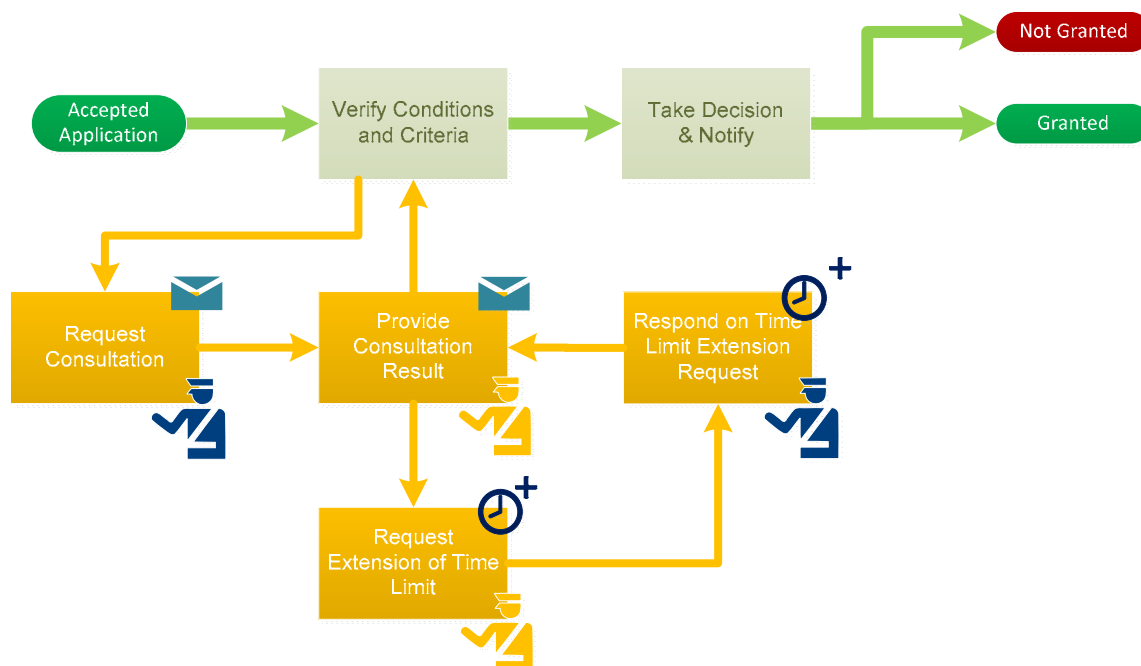 Not Granted
Accepted
Application
Verify Conditions
and Criteria
Take Decision
& Notify
Granted
Request
Consultation
Provide
Consultation
Result
Respond on Time
Limit Extension
Request
Request
Extension of Time
Limit